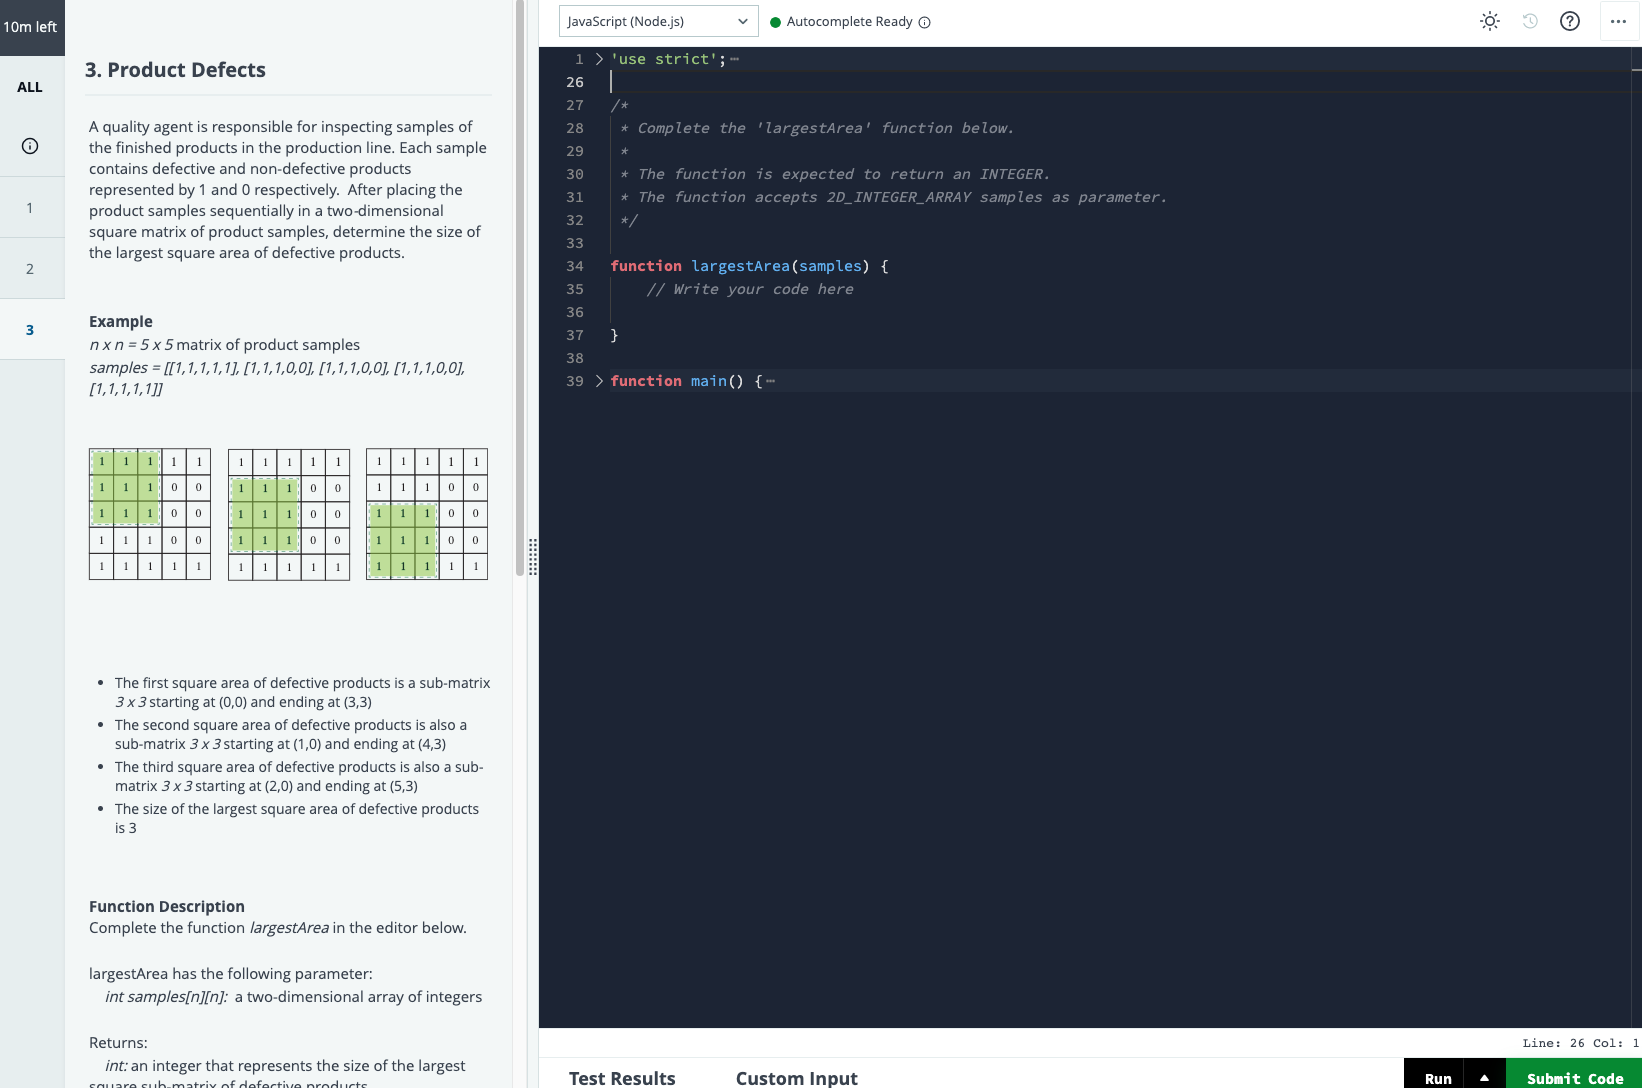 10m left
ALL
1
2
3
3. Product Defects
A quality agent is responsible for inspecting samples of
the finished products in the production line. Each sample
contains defective and non-defective products
represented by 1 and 0 respectively.  After placing the
product samples sequentially in a two-dimensional
square matrix of product samples, determine the size of
the largest square area of defective products.
Example
n x n = 5 x 5 matrix of product samples
samples = [[1,1,1,1,1], [1,1,1,0,0], [1,1,1,0,0], [1,1,1,0,0],
[1,1,1,1,1]]
1 1 1 1 1
1 1 1 0 0
1 1 1 0 0
1 1 1 0 0
1 1 1 1 1
1 1 1 1 1
1 1 1 0 0
1 1 1 0 0
1 1 1 0 0
1 1 1 1 1
1 1 1 1 1
1 1 1 0 0
1 1 1 0 0
1 1 1 0 0
1 1 1 1 1
• The first square area of defective products is a sub-matrix
3 x 3 starting at (0,0) and ending at (3,3)
• The second square area of defective products is also a
sub-matrix 3 x 3 starting at (1,0) and ending at (4,3)
• The third square area of defective products is also a sub-
matrix 3 x 3 starting at (2,0) and ending at (5,3)
• The size of the largest square area of defective products
is 3
Function Description
Complete the function largestArea in the editor below.
largestArea has the following parameter:
int samples[n][n]:  a two-dimensional array of integers
Returns:
int: an integer that represents the size of the largest
square sub-matrix of defective products
JavaScript (Node.js)
Autocomplete Ready
1 'use strict';
26
27 /*
28 * Complete the 'largestArea' function below.
29 *
30 * The function is expected to return an INTEGER.
31 * The function accepts 2D_INTEGER_ARRAY samples as parameter.
32 */
33
34 function largestArea(samples) {
35 // Write your code here
36
37 }
38
39 function main() {
Line: 26 Col: 1
Test Results
Custom Input
Run
Submit Code